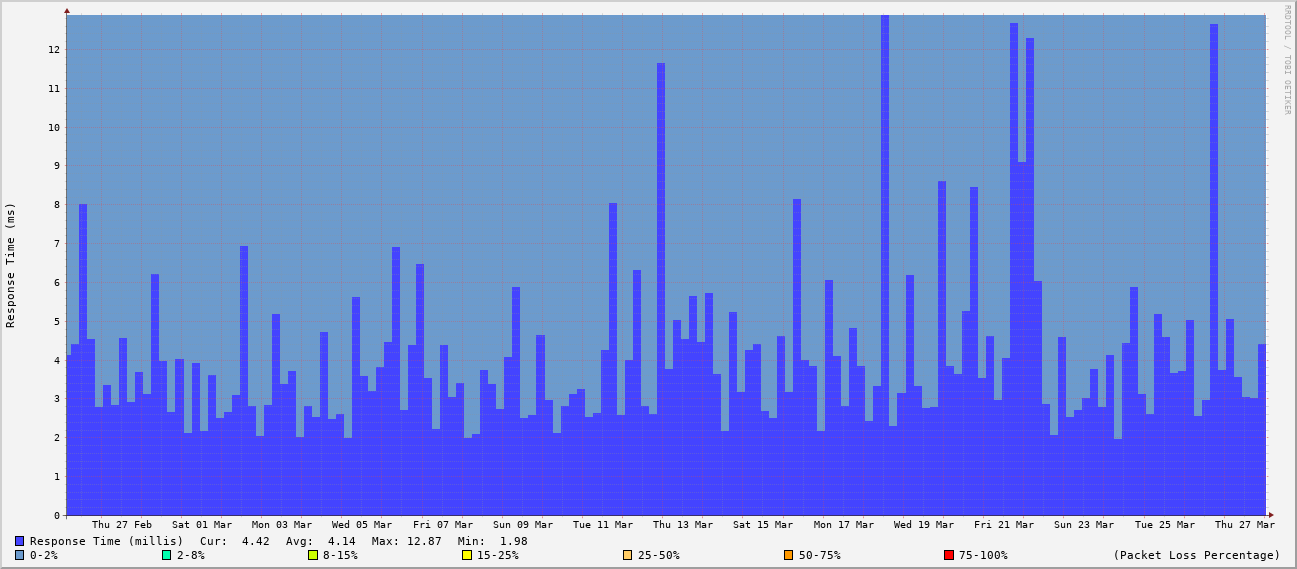 RRDTOOL / TOBI OETIKER
Response Time (ms)
12
11
10
9
8
7
6
5
4
3
2
1
0
Thu 27 Feb Sat 01 Mar Mon 03 Mar Wed 05 Mar Fri 07 Mar Sun 09 Mar Tue 11 Mar Thu 13 Mar Sat 15 Mar Mon 17 Mar Wed 19 Mar Fri 21 Mar Sun 23 Mar Tue 25 Mar Thu 27 Mar
Response Time (millis) Cur: 4.42 Avg: 4.14 Max: 12.87 Min: 1.98
0-2% 2-8% 8-15% 15-25% 25-50% 50-75% 75-100% (Packet Loss Percentage)